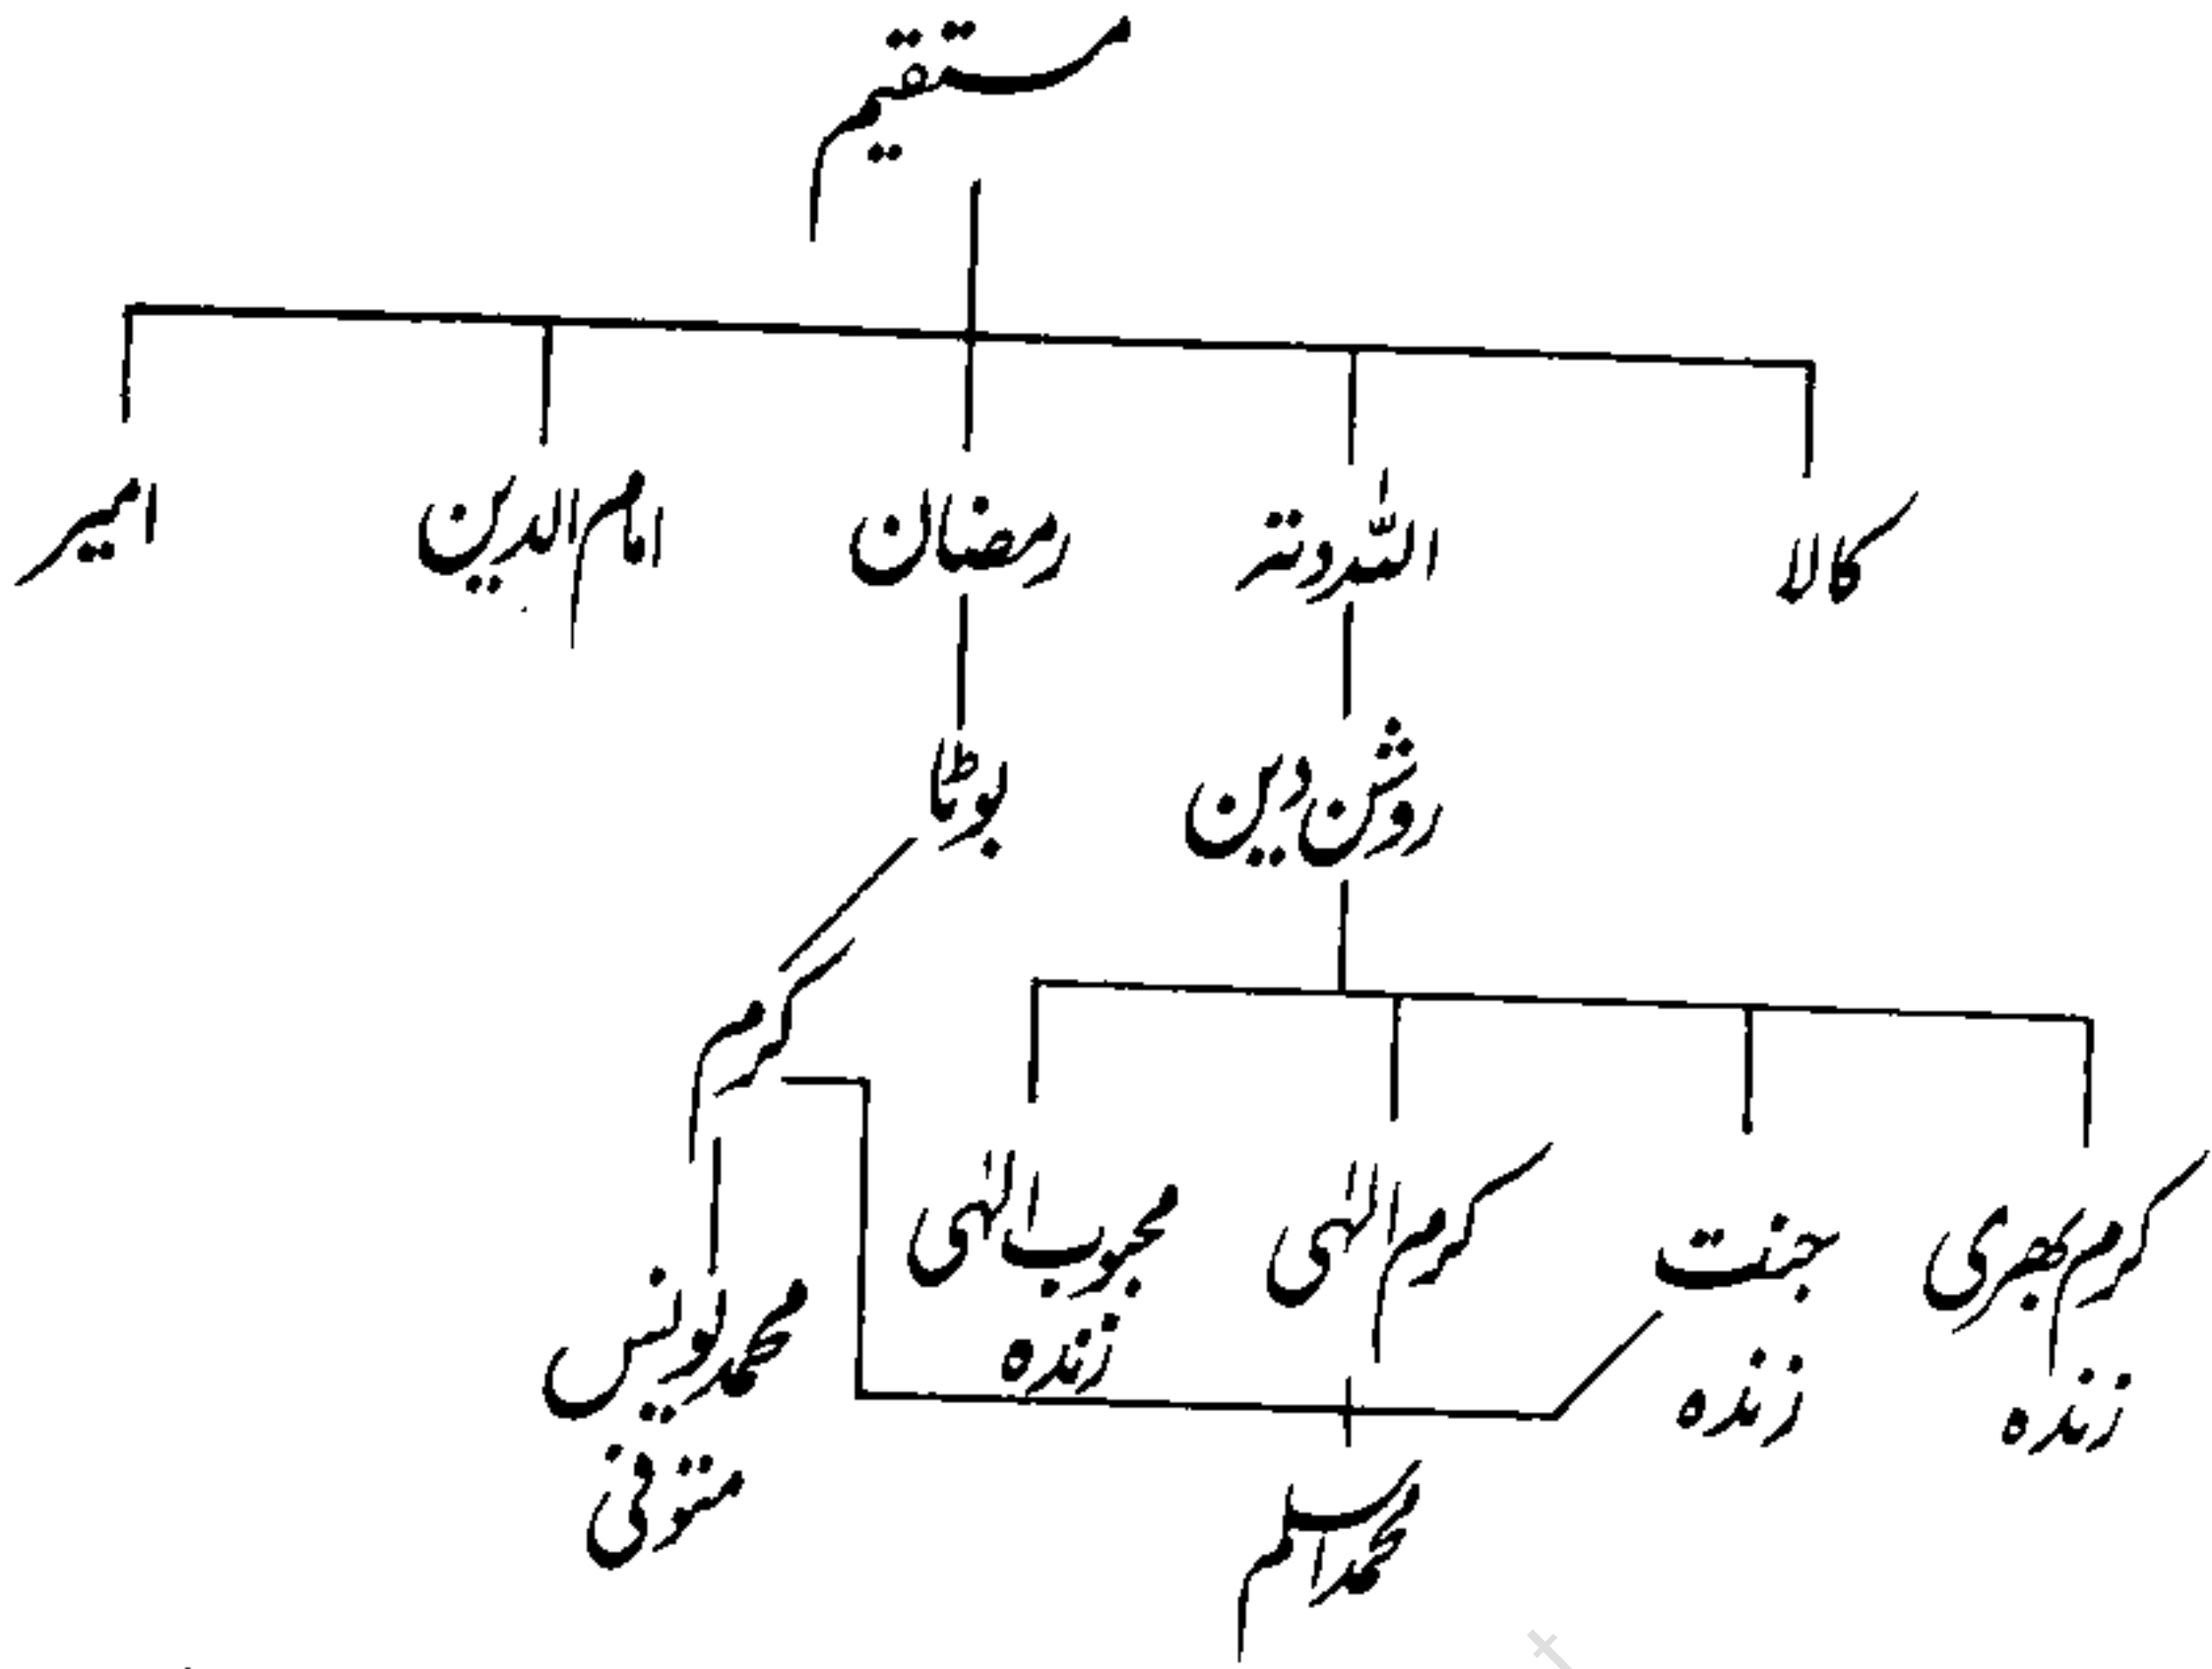 مستقیم
کالا اللہ دتہ رمضان امام الدین امیر
روشن دین بوٹا
کرم
کرم بھری جنت کرم الٰہی محبوب الٰہی
زندہ زندہ زندہ
محمد یونس
متوفی
محمد اسلم